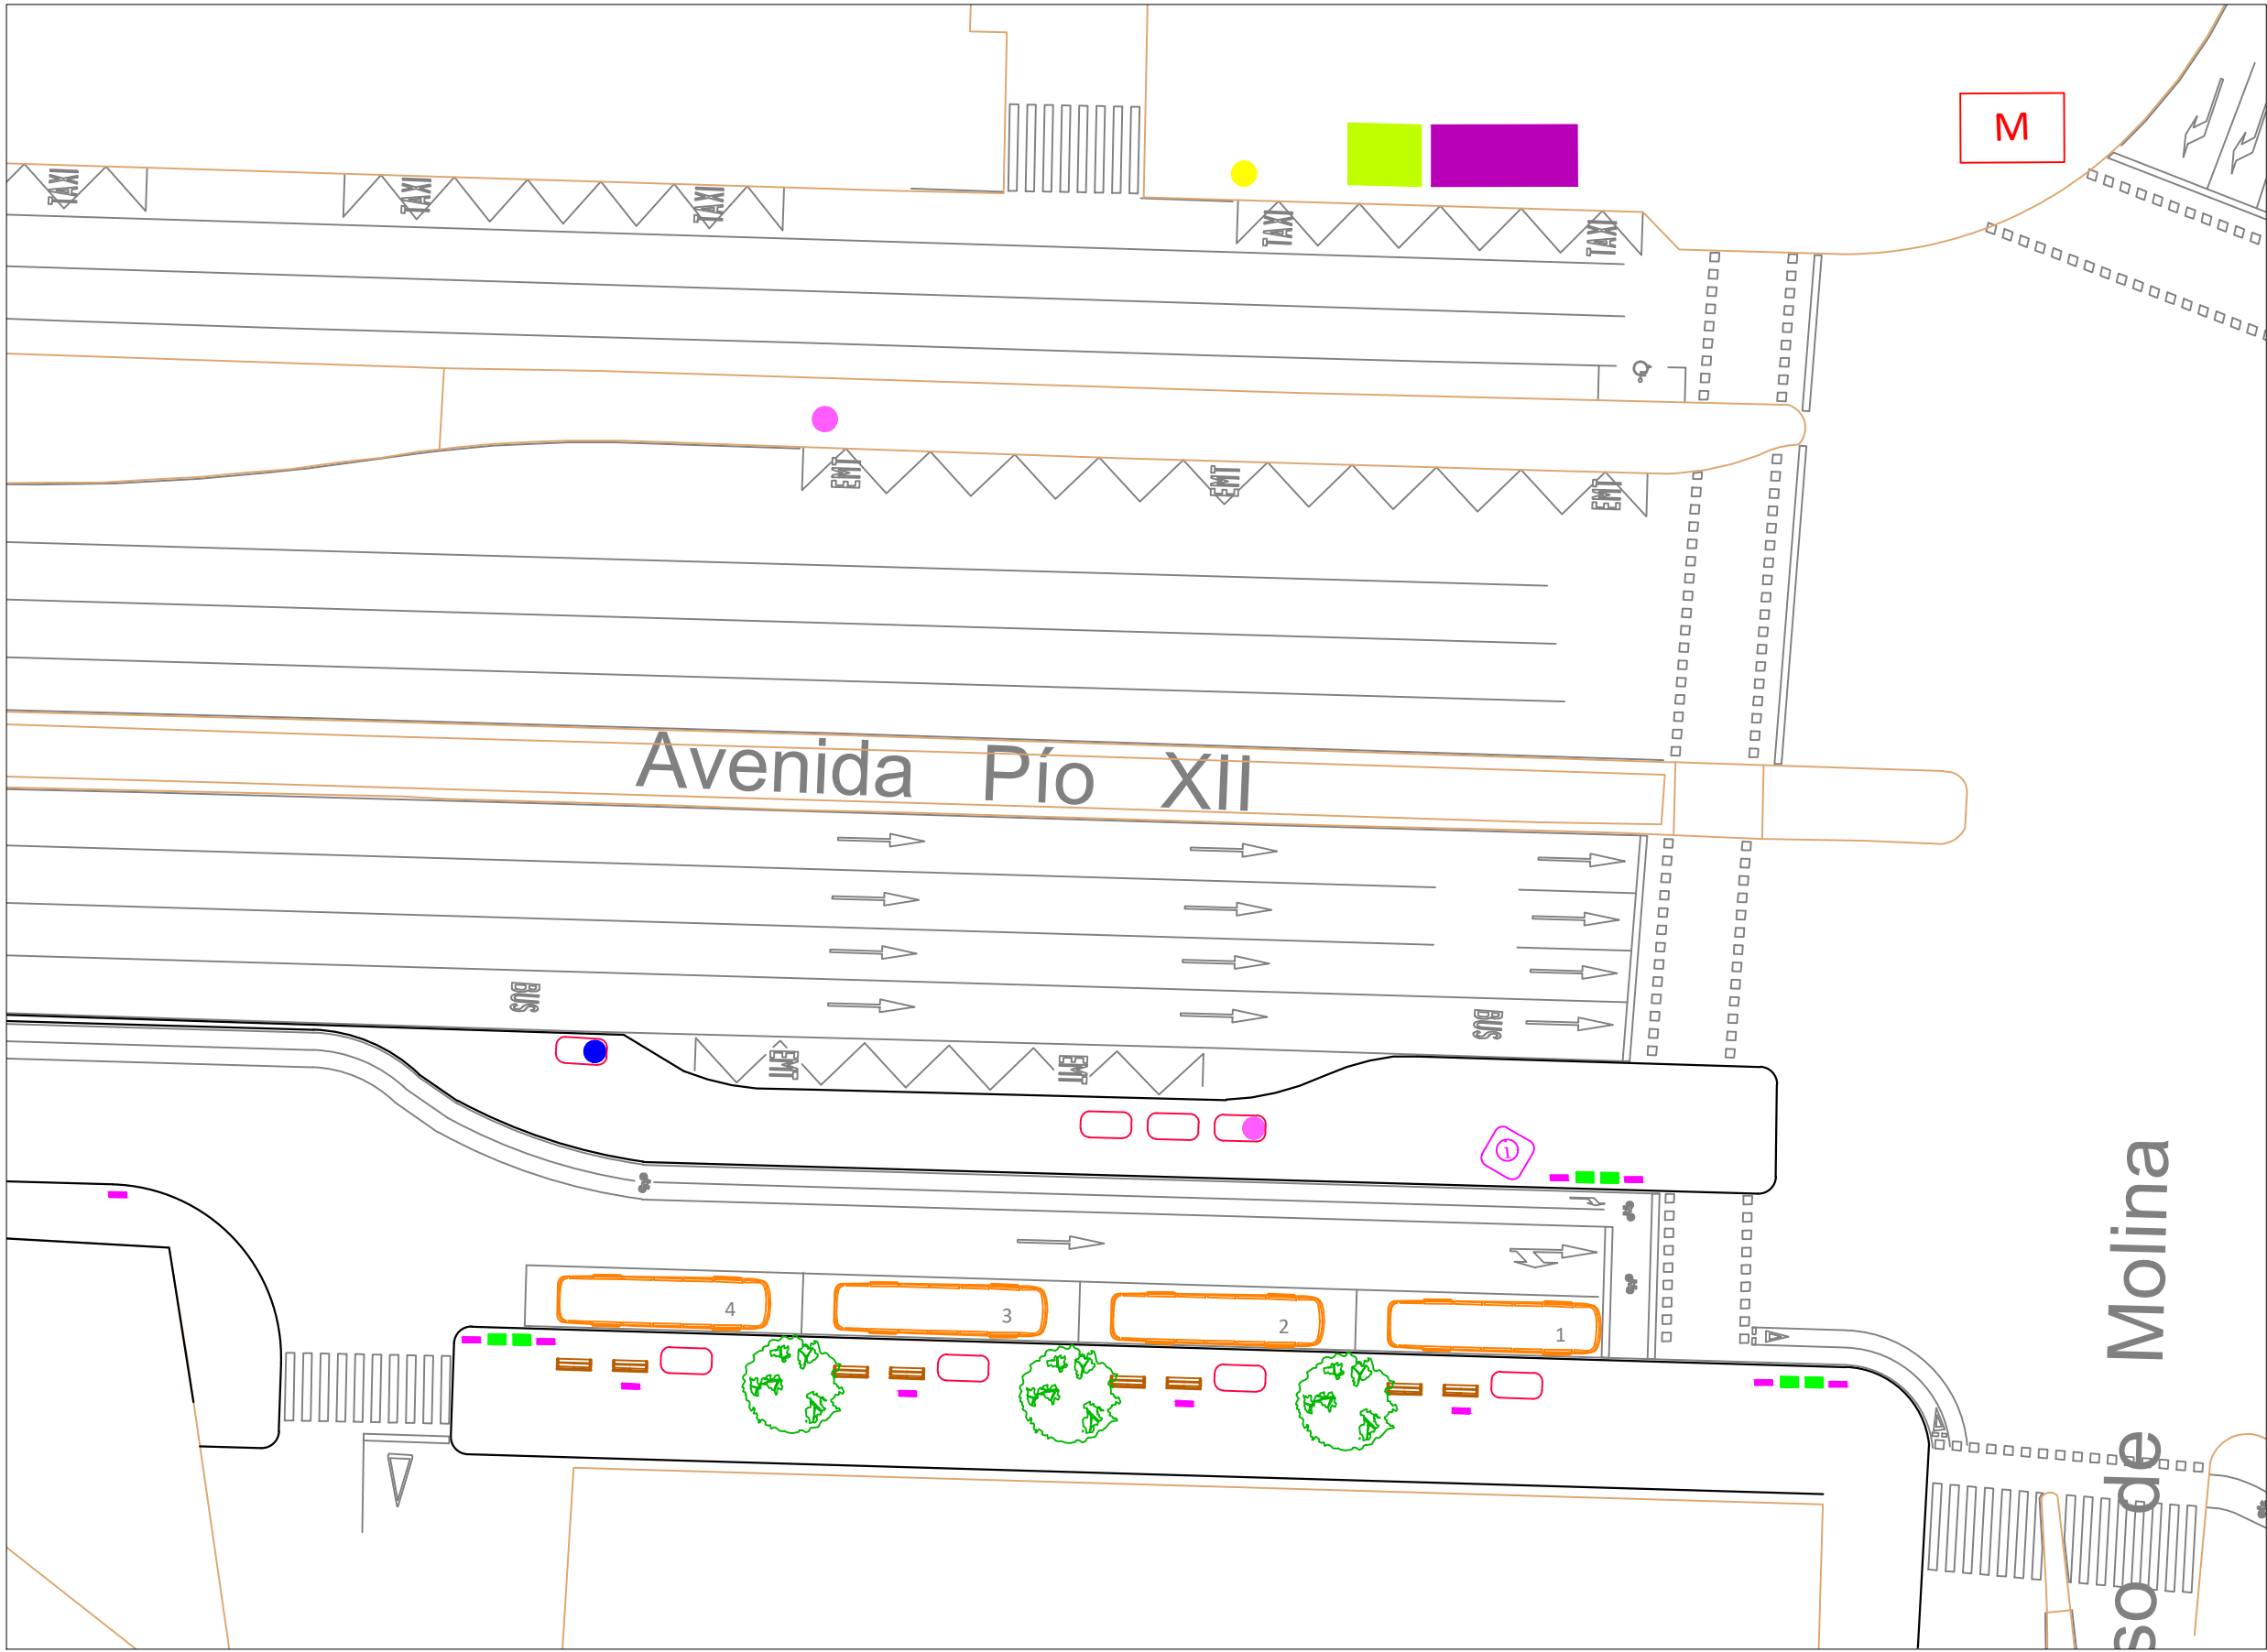 M
TAXI
TAXI
TAXI
TAXI
TAXI
EMT
EMT
EMT
Avenida Pío XII
BUS
BUS
EMT
EMT
i
4
3
2
1
so de Molina